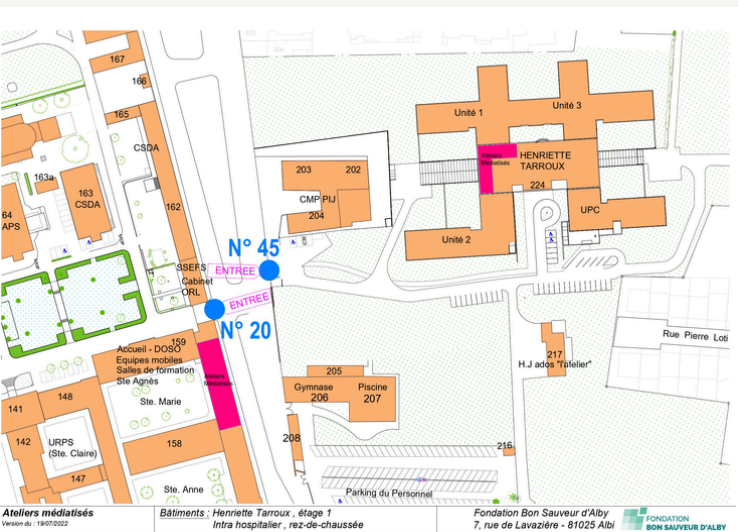 167
166
165
CSDA
163a
163
CSDA
64
APS
162
203
202
CMP PIJ
204
Unité 1
Unité 3
Ateliers
Médiatisés
HENRIETTE
TARROUX
224
UPC
Unité 2
N° 45
SSEFS
ENTREE
Cabinet
ORL
ENTREE
N° 20
159
Accueil - DOSO
Equipes mobiles
Salles de formation
Ste Agnès
Ateliers
Médiatisés
Ste. Marie
141
148
142
URPS
(Ste. Claire)
158
147
Ste. Anne
205
Gymnase
206
Piscine
207
208
217
H.J ados "l'atelier"
Rue Pierre Loti
216
Parking du Personnel
Ateliers médiatisés
Version du : 19/07/2022
Bâtiments : Henriette Tarroux , étage 1
Intra hospitalier , rez-de-chaussée
Fondation Bon Sauveur d'Alby
7, rue de Lavazière - 81025 Albi
FONDATION
BON SAUVEUR D'ALBY